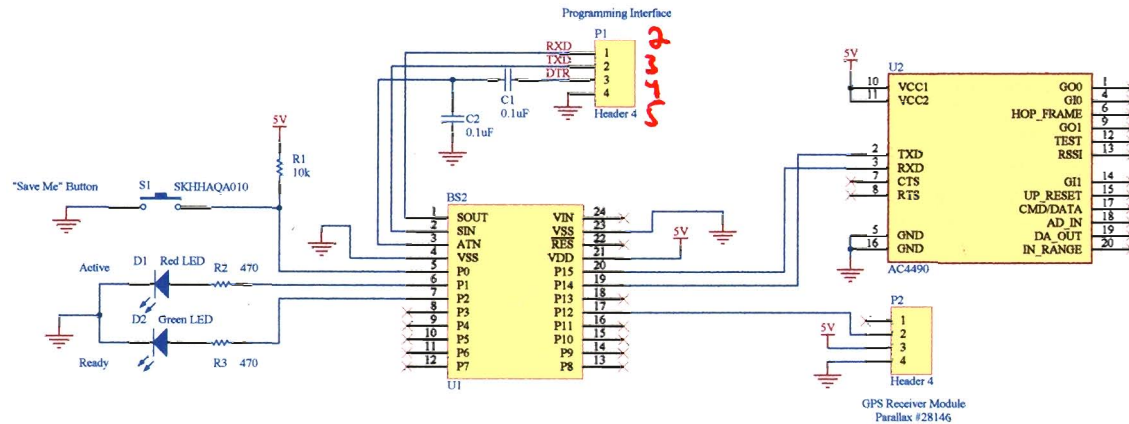 Programming Interface
P1
RXD
TXD
DTR
1
2
3
4
Header 4
C1
0.1uF
C2
0.1uF
5V
R1
10k
"Save Me" Button
S1
SKHHAQA010
Active
D1
Red LED
R2
470
D2
Green LED
R3
470
Ready
BS2
1 SOUT VIN 24
2 SIN VSS 23
3 ATN RES 22
4 VSS VDD 21
5 P0 P15 20
6 P1 P14 19
7 P2 P13 18
8 P3 P12 17
9 P4 P11 16
10 P5 P10 15
11 P6 P9 14
12 P7 P8 13
U1
5V
5V
U2
10 VCC1 GO0 1
11 VCC2 GI0 4
HOP_FRAME 6
GO1 9
TEST 12
2 TXD RSSI 13
3 RXD
7 CTS GI1 14
8 RTS UP_RESET 15
CMD/DATA 17
AD_IN 18
5 GND DA_OUT 19
16 GND IN_RANGE 20
AC4490
P2
5V
1
2
3
4
Header 4
GPS Receiver Module
Parallax #28146